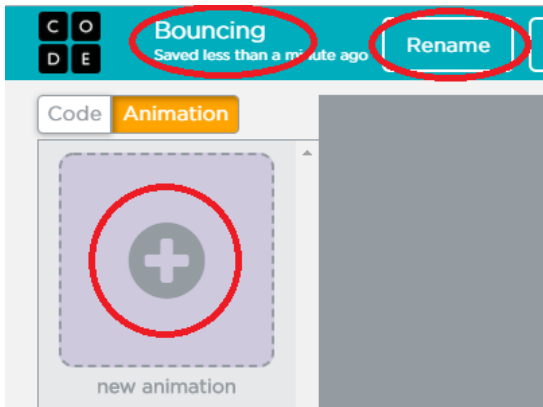 C O
D E
Bouncing
Saved less than a minute ago
Rename
Code
Animation
new animation